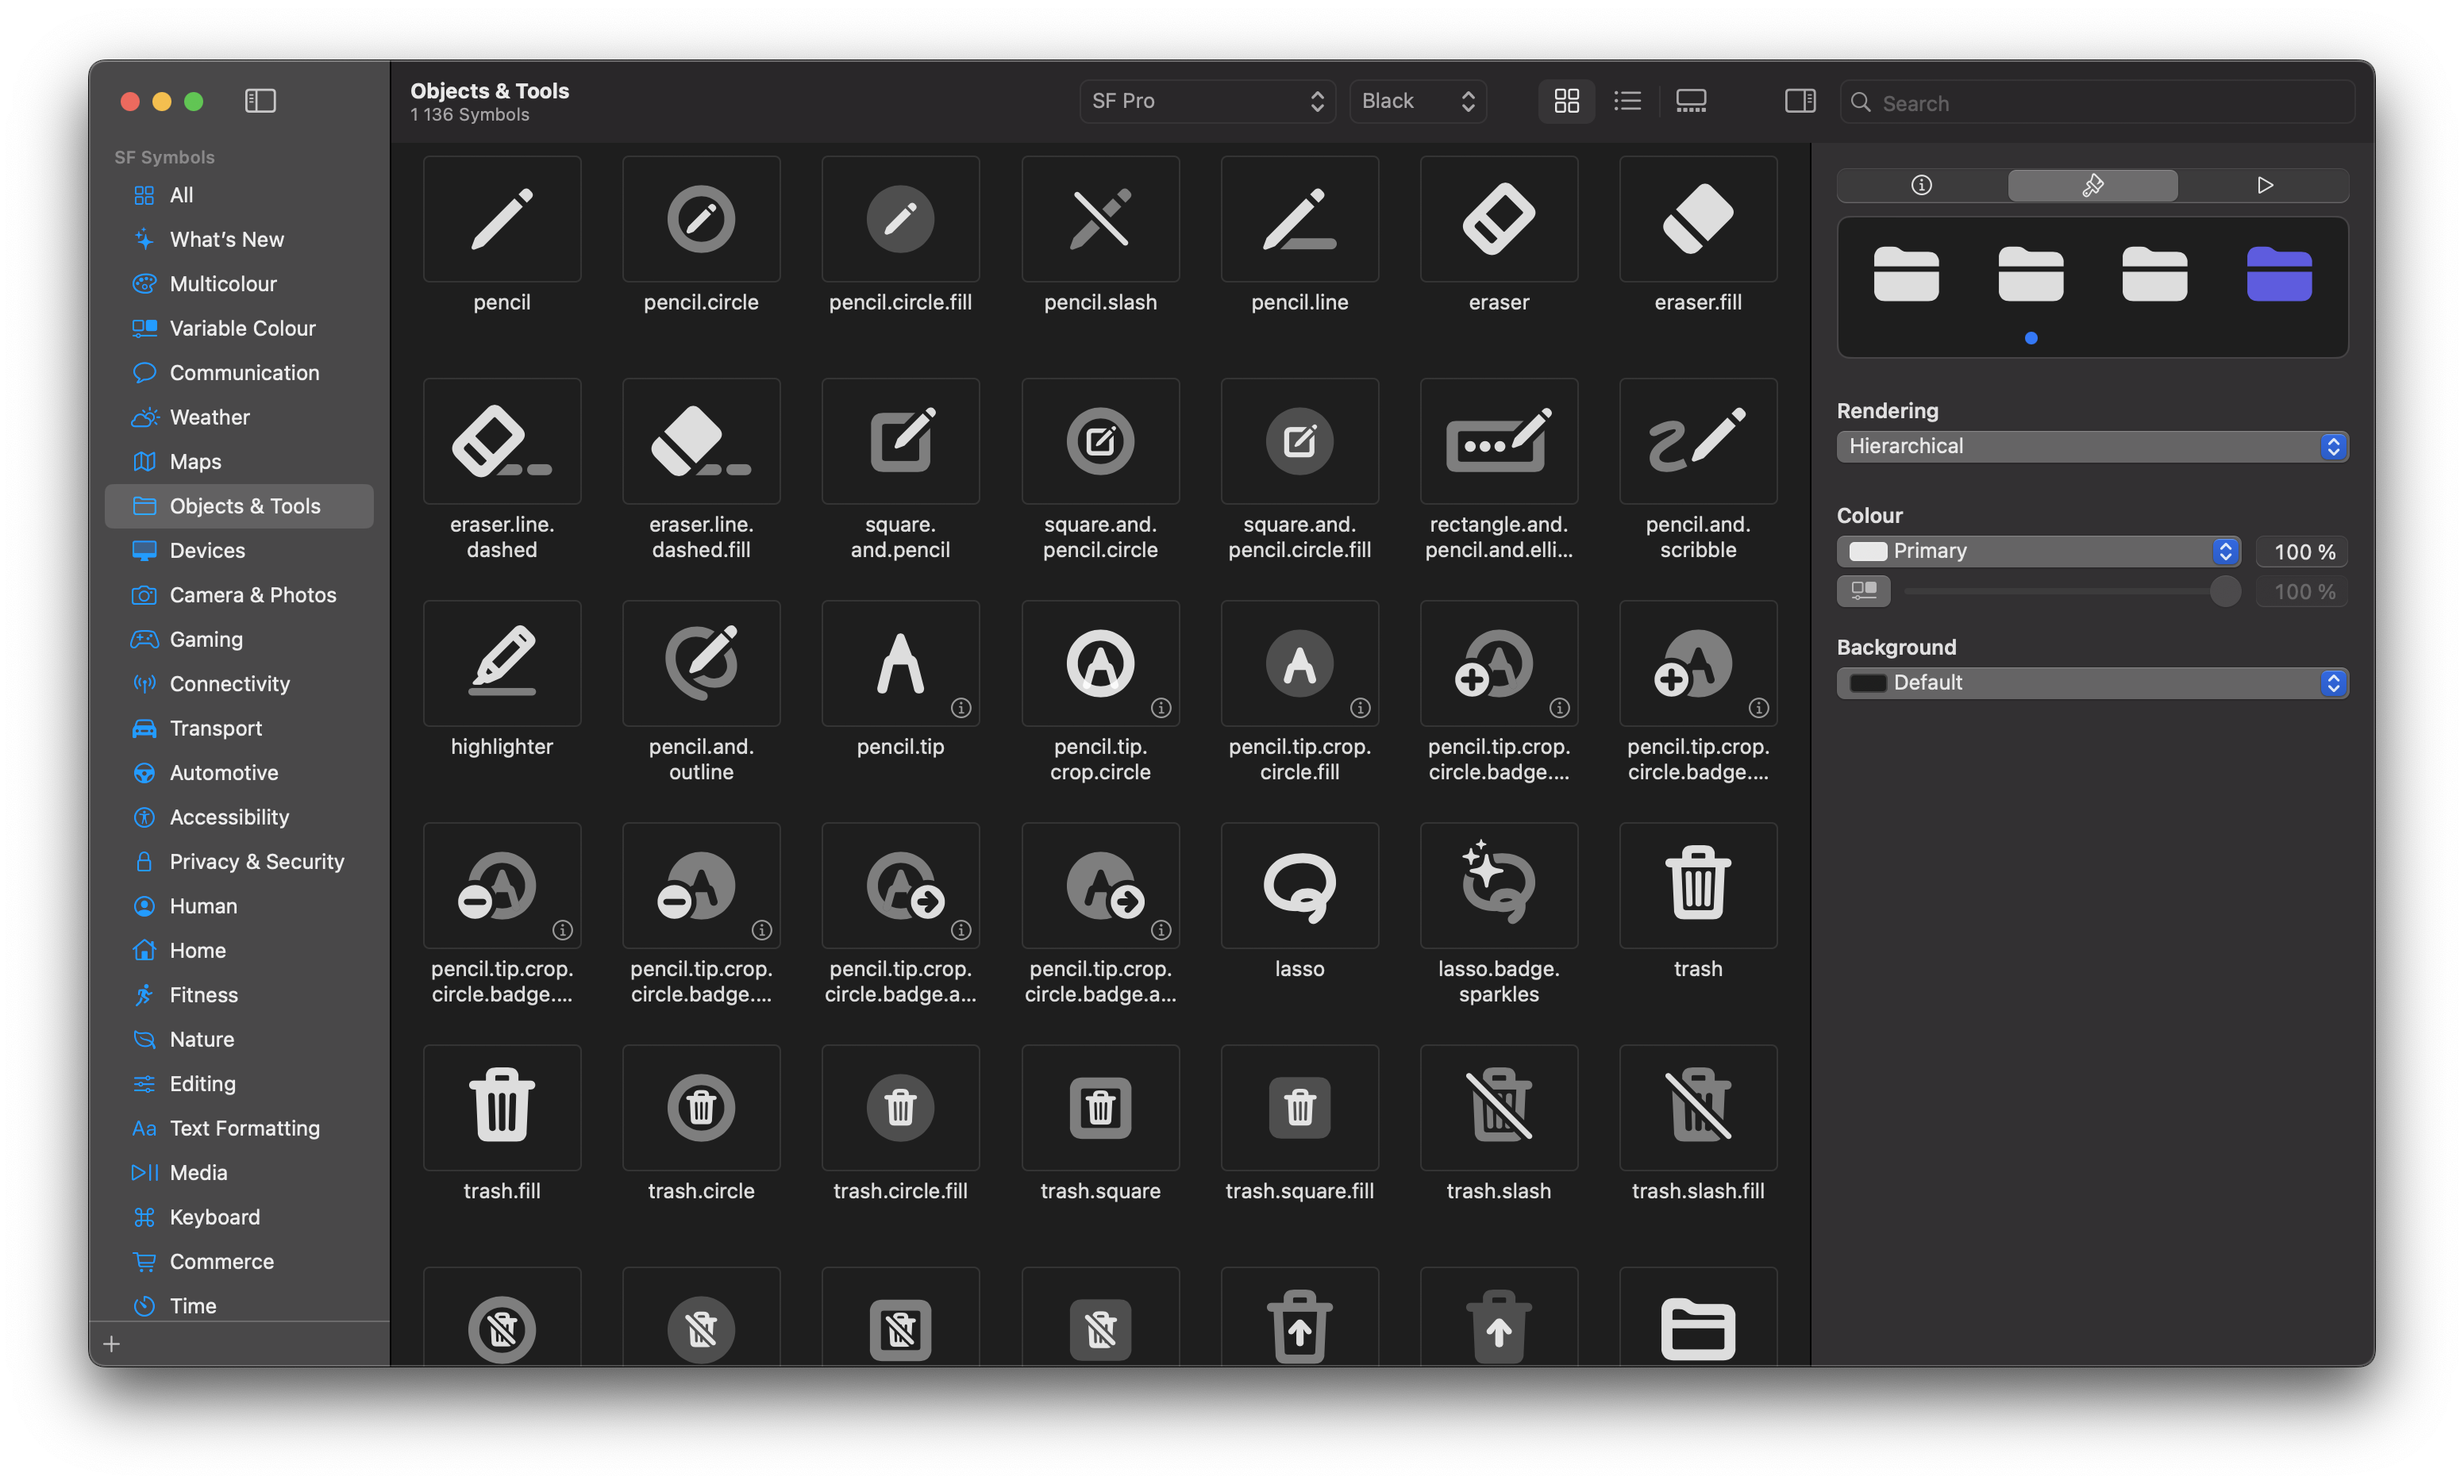 Objects & Tools
1 136 Symbols
SF Pro
Black
Search
SF Symbols
All
What's New
Multicolour
Variable Colour
Communication
Weather
Maps
Objects & Tools
Devices
Camera & Photos
Gaming
Connectivity
Transport
Automotive
Accessibility
Privacy & Security
Human
Home
Fitness
Nature
Editing
Aa Text Formatting
Media
Keyboard
Commerce
Time
pencil
pencil.circle
pencil.circle.fill
pencil.slash
pencil.line
eraser
eraser.fill
eraser.line.
dashed
eraser.line.
dashed.fill
square.
and.pencil
square.and.
pencil.circle
square.and.
pencil.circle.fill
rectangle.and.
pencil.and.elli...
pencil.and.
scribble
highlighter
pencil.and.
outline
pencil.tip
pencil.tip.
crop.circle
pencil.tip.crop.
circle.fill
pencil.tip.crop.
circle.badge....
pencil.tip.crop.
circle.badge....
pencil.tip.crop.
circle.badge....
pencil.tip.crop.
circle.badge....
pencil.tip.crop.
circle.badge.a...
pencil.tip.crop.
circle.badge.a...
lasso
lasso.badge.
sparkles
trash
trash.fill
trash.circle
trash.circle.fill
trash.square
trash.square.fill
trash.slash
trash.slash.fill
Rendering
Hierarchical
Colour
Primary
100 %
100 %
Background
Default